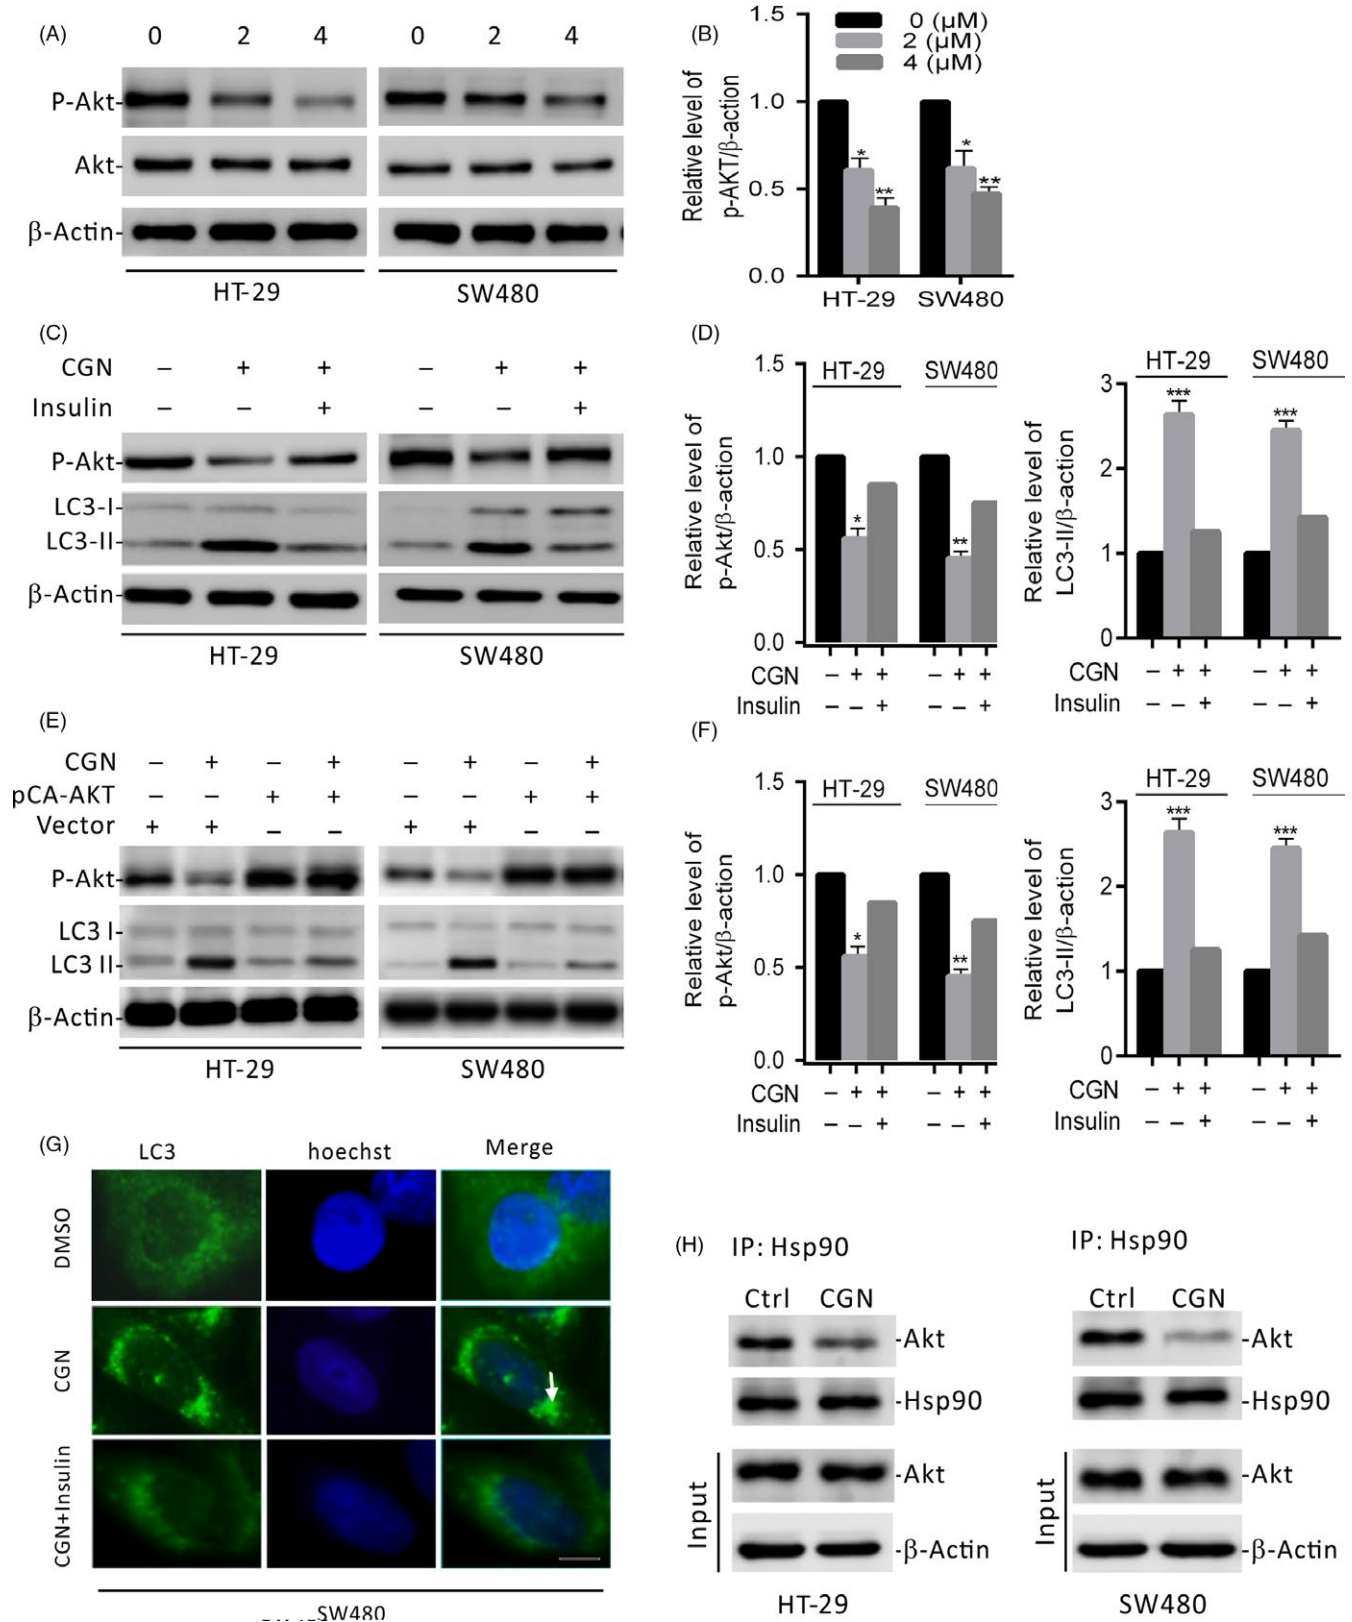 (A)
0 2 4 0 2 4
P-Akt-
Akt-
β-Actin-
HT-29 SW480
(B)
1.5
1.0
0.5
0.0
Relative level of
p-AKT/β-action
0 (µM)
2 (µM)
4 (µM)
* ** * **
HT-29 SW480
(C)
CGN – + + – + +
Insulin – – + – – +
P-Akt-
LC3-I
LC3-II
β-Actin-
HT-29 SW480
(D)
1.5
1.0
0.5
0.0
Relative level of
p-Akt/β-action
HT-29 SW480
* **
CGN – + + – + +
Insulin – – + – – +
3
2
1
0
Relative level of
LC3-II/β-action
HT-29 SW480
*** ***
CGN – + + – + +
Insulin – – + – – +
(E)
CGN – + – + – + – +
pCA-AKT – – + + – – + +
Vector + + – – + + – –
P-Akt-
LC3 I-
LC3 II-
β-Actin-
HT-29 SW480
(F)
1.5
1.0
0.5
0.0
Relative level of
p-Akt/β-action
HT-29 SW480
* **
CGN – + + – + +
Insulin – – + – – +
3
2
1
0
Relative level of
LC3-II/β-action
HT-29 SW480
*** ***
CGN – + + – + +
Insulin – – + – – +
(G)
LC3 hoechst Merge
DMSO
CGN
CGN+Insulin
SW480
(H)
IP: Hsp90
Ctrl CGN
-Akt
-Hsp90
Input
-Akt
-β-Actin
HT-29
IP: Hsp90
Ctrl CGN
-Akt
-Hsp90
Input
-Akt
-β-Actin
SW480